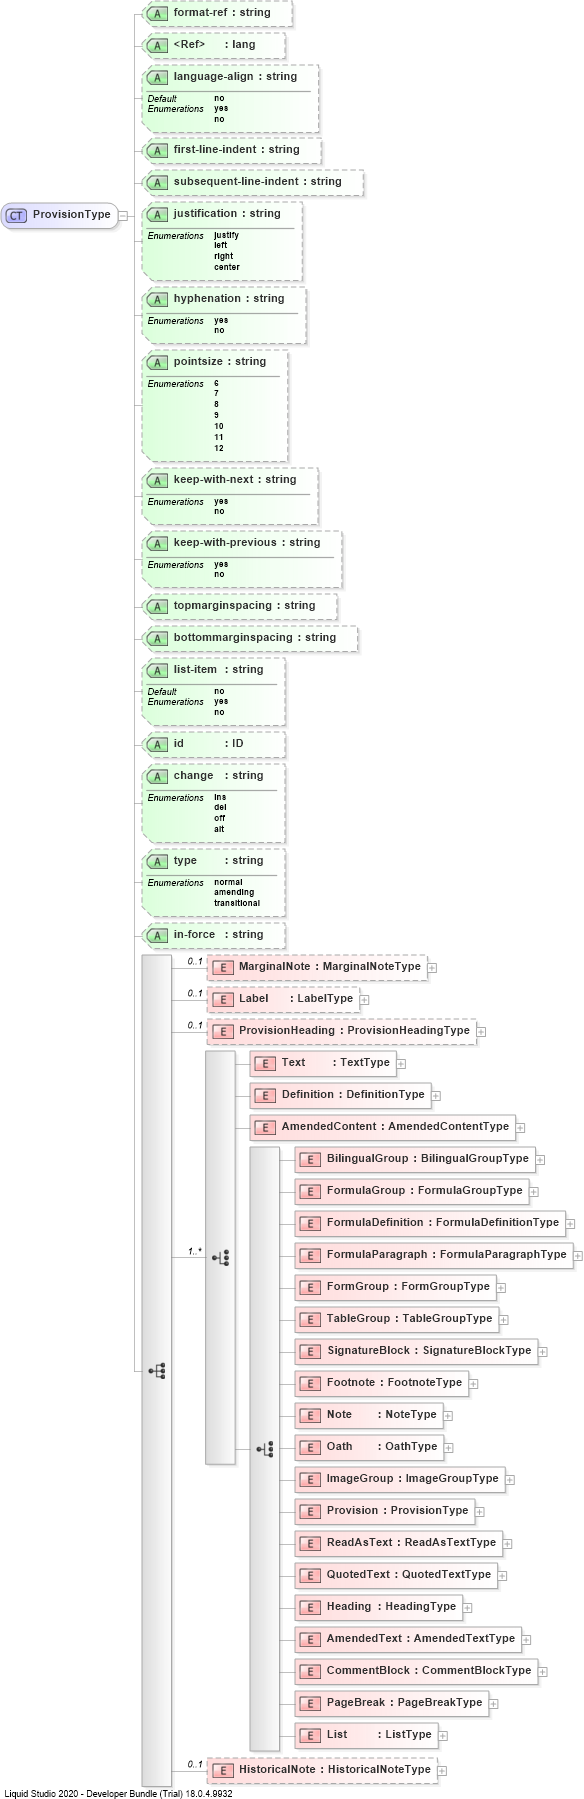 A format-ref : string
A <Ref> : lang
A language-align : string
Default no
Enumerations yes
no
A first-line-indent : string
A subsequent-line-indent : string
CT ProvisionType
A justification : string
Enumerations justify
left
right
center
A hyphenation : string
Enumerations yes
no
A pointsize : string
Enumerations 6
7
8
9
10
11
12
A keep-with-next : string
Enumerations yes
no
A keep-with-previous : string
Enumerations yes
no
A topmarginspacing : string
A bottommarginspacing : string
A list-item : string
Default no
Enumerations yes
no
A id : ID
A change : string
Enumerations ins
del
off
alt
A type : string
Enumerations normal
amending
transitional
A in-force : string
0..1 E MarginalNote : MarginalNoteType
0..1 E Label : LabelType
0..1 E ProvisionHeading : ProvisionHeadingType
E Text : TextType
E Definition : DefinitionType
E AmendedContent : AmendedContentType
E BilingualGroup : BilingualGroupType
E FormulaGroup : FormulaGroupType
E FormulaDefinition : FormulaDefinitionType
1..* E FormulaParagraph : FormulaParagraphType
E FormGroup : FormGroupType
E TableGroup : TableGroupType
E SignatureBlock : SignatureBlockType
E Footnote : FootnoteType
E Note : NoteType
E Oath : OathType
E ImageGroup : ImageGroupType
E Provision : ProvisionType
E ReadAsText : ReadAsTextType
E QuotedText : QuotedTextType
E Heading : HeadingType
E AmendedText : AmendedTextType
E CommentBlock : CommentBlockType
E PageBreak : PageBreakType
E List : ListType
0..1 E HistoricalNote : HistoricalNoteType
Liquid Studio 2020 - Developer Bundle (Trial) 18.0.4.9932